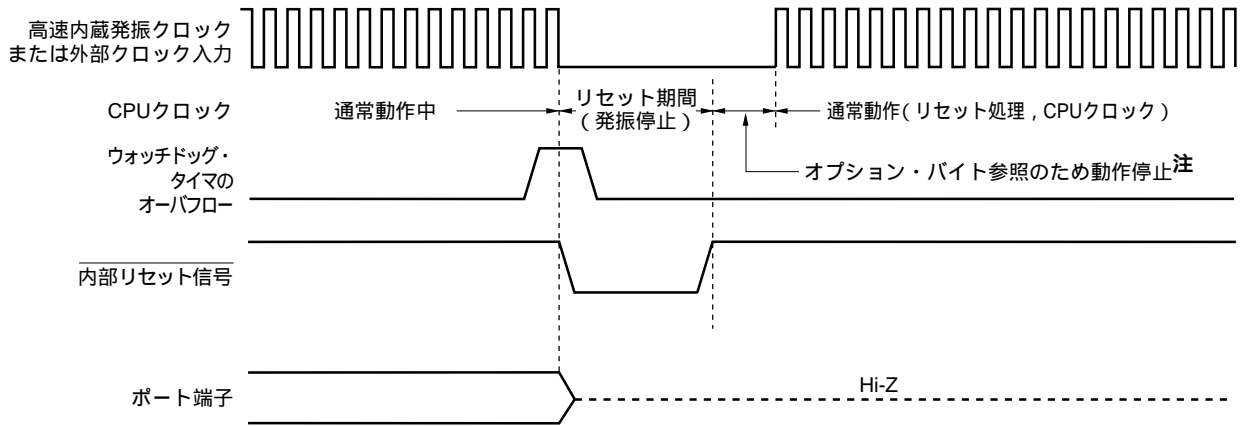 高速内蔵発振クロック
または外部クロック入力
CPUクロック
通常動作中
リセット期間
(発振停止)
通常動作(リセット処理,CPUクロック)
ウォッチドッグ・
タイマの
オーバフロー
オプション・バイト参照のため動作停止注
内部リセット信号
ポート端子
Hi-Z